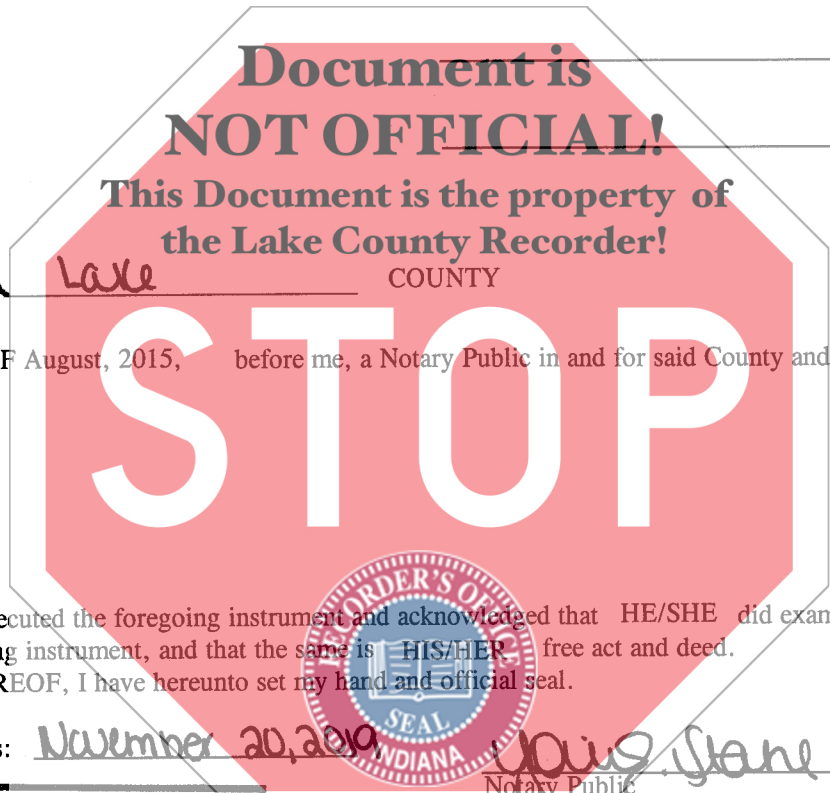 Document is
NOT OFFICIAL!
This Document is the property of
the Lake County Recorder!
Lake COUNTY
F August, 2015, before me, a Notary Public in and for said County and
STOP
ecuted the foregoing instrument and acknowledged that HE/SHE did exam
g instrument, and that the same is HIS/HER free act and deed.
REOF, I have hereunto set my hand and official seal.
RECORDER'S OFFICE
SEAL
INDIANA
s: November 20, 2019
Notary Public